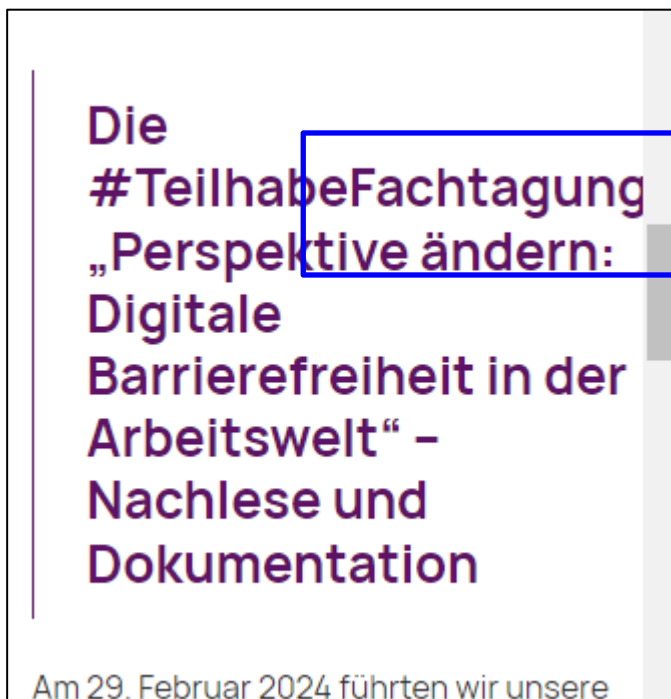 Die
#TeilhabeFachtagung
„Perspektive ändern:
Digitale
Barrierefreiheit in der
Arbeitswelt“ –
Nachlese und
Dokumentation
Am 29. Februar 2024 führten wir unsere